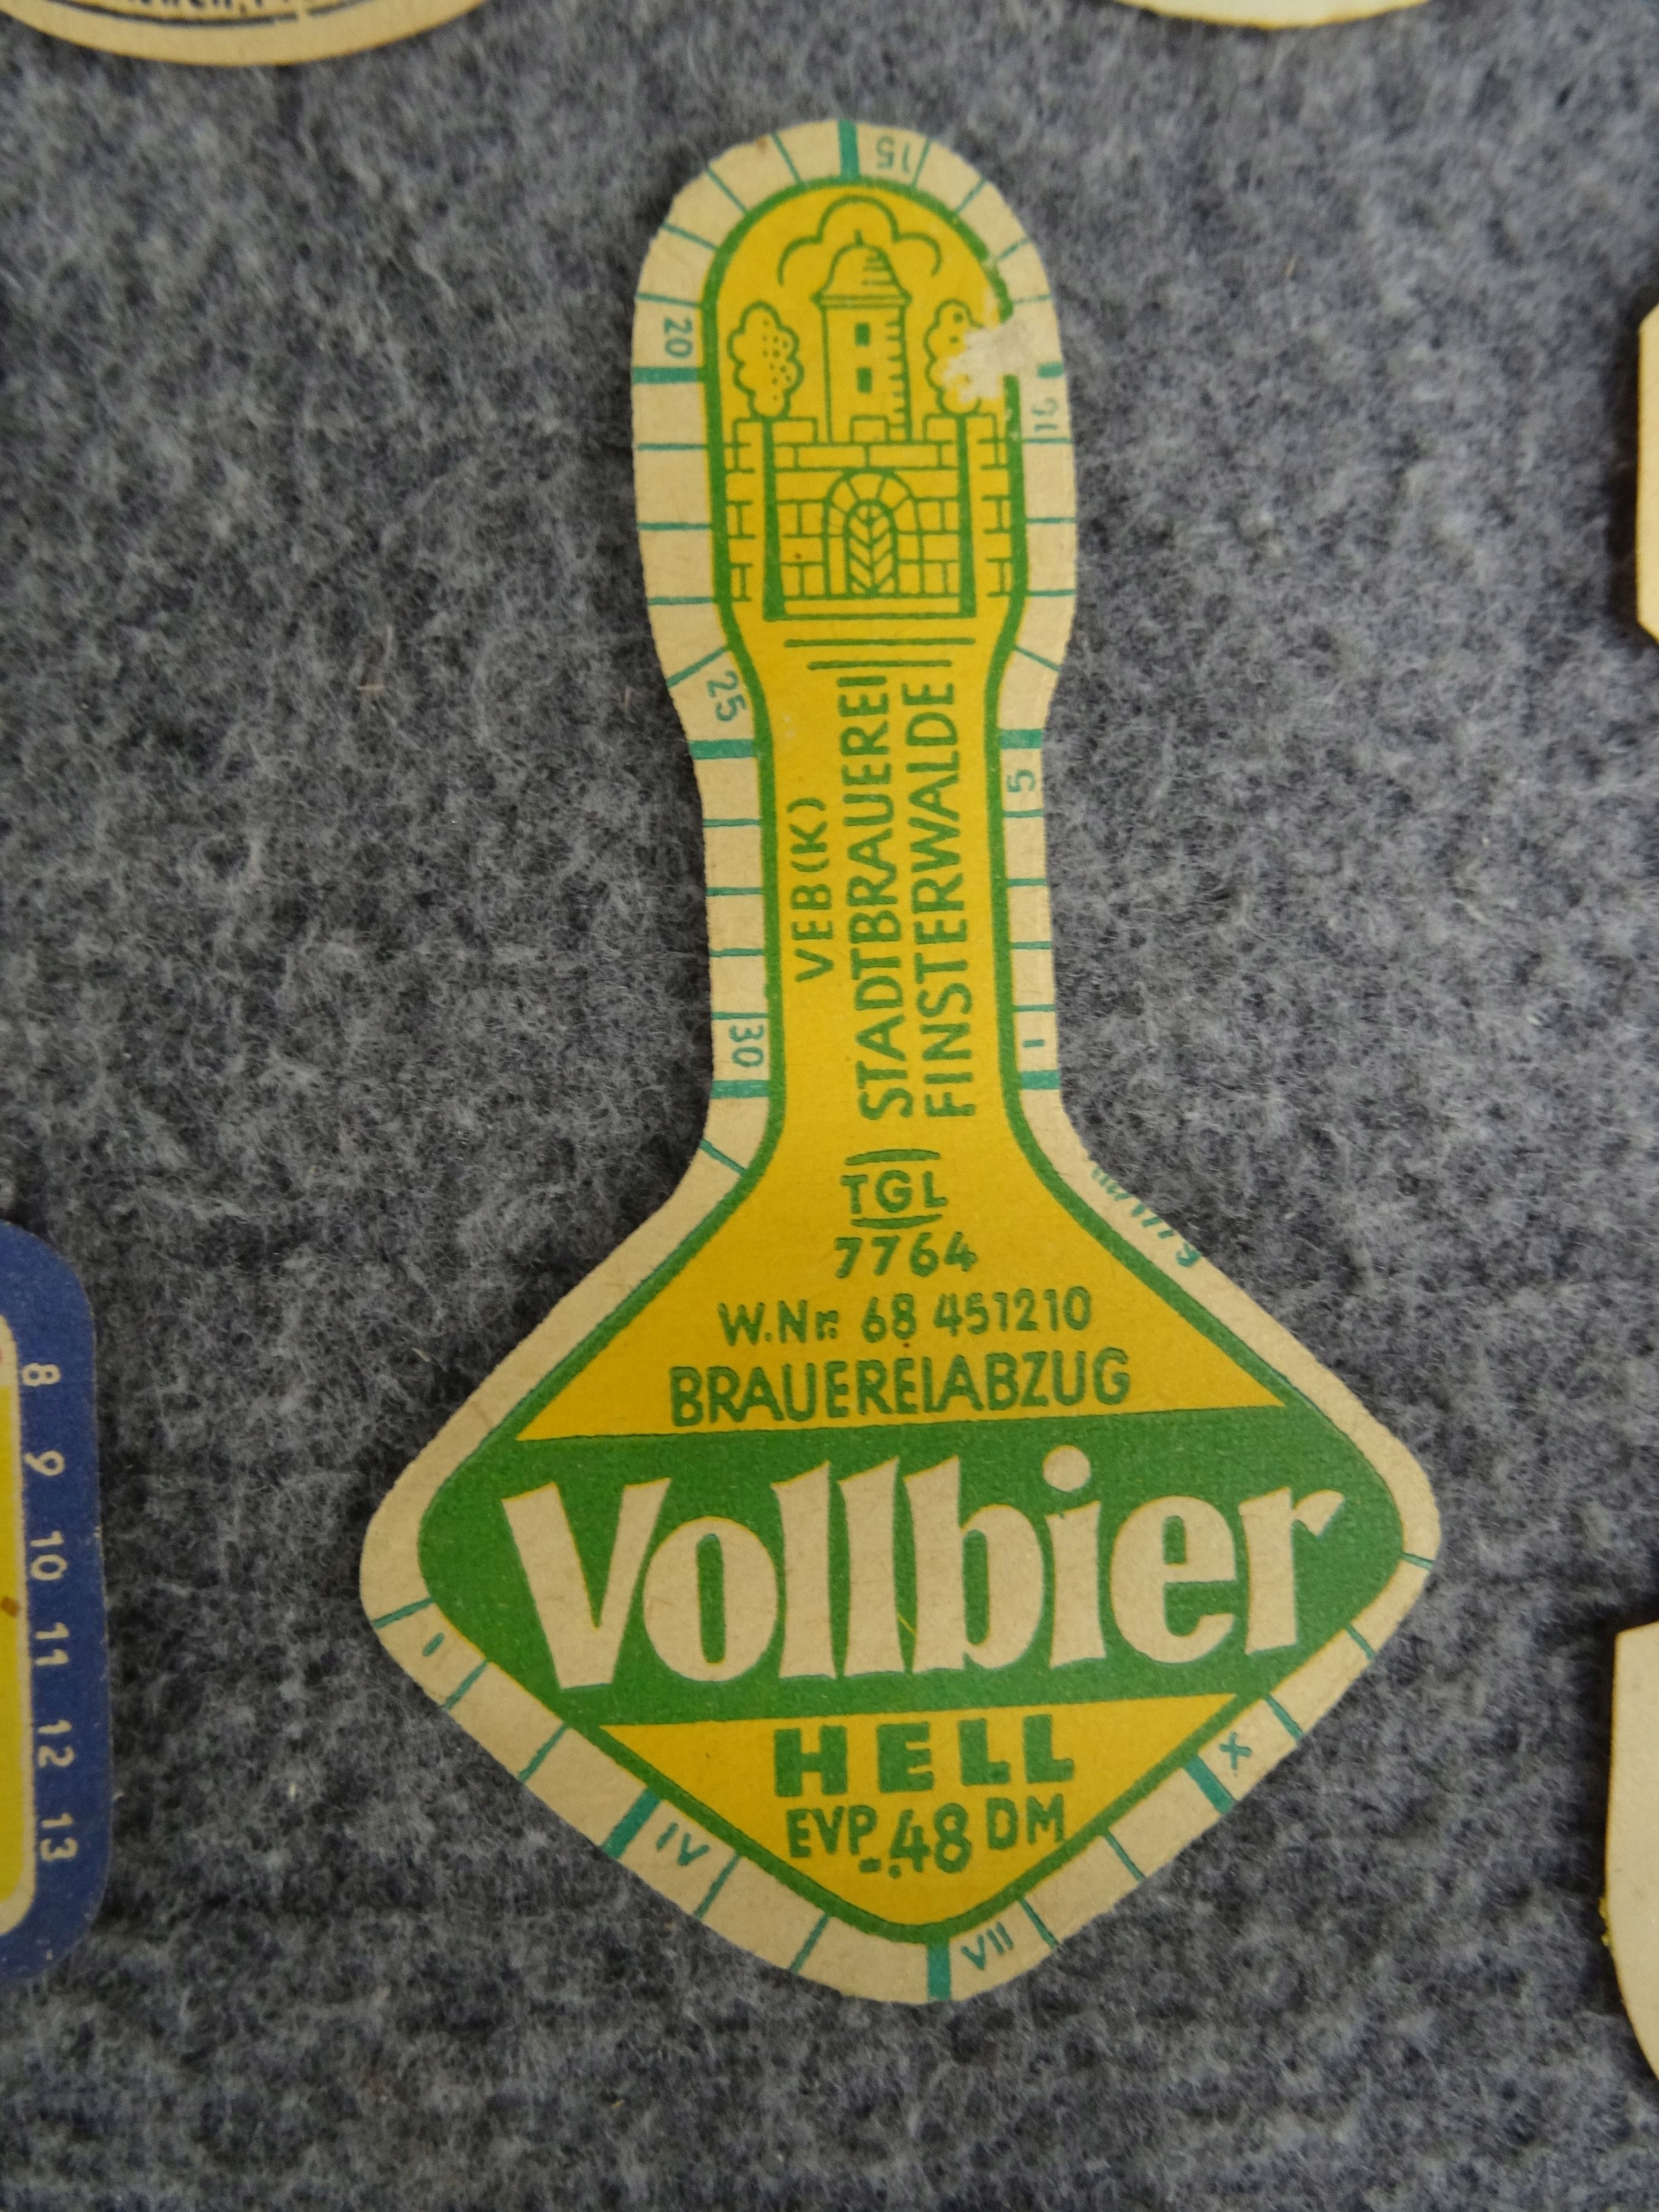 15
20
10
25
5
30
1
VEB (K)
STADTBRAUEREI
FINSTERWALDE
TGL
7764
W.Nr. 68 451210
BRAUEREIABZUG
Vollbier
HELL
EVP -.48 DM
I
IV
VII
X
8
9
10
11
12
13